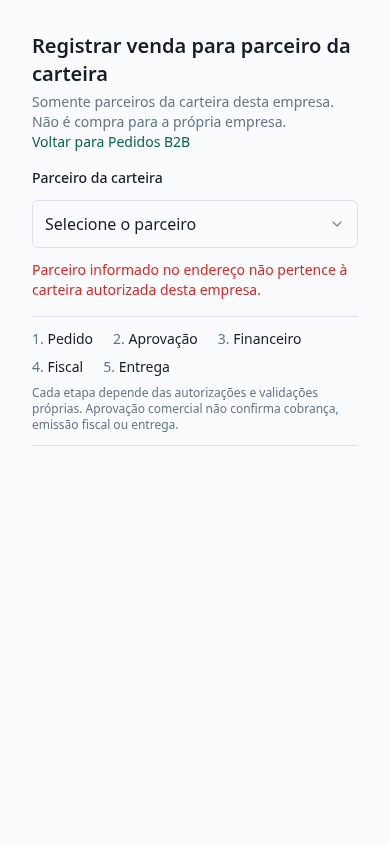 Registrar venda para parceiro da
carteira
Somente parceiros da carteira desta empresa.
Não é compra para a própria empresa.
Voltar para Pedidos B2B
Parceiro da carteira
Selecione o parceiro
Parceiro informado no endereço não pertence à
carteira autorizada desta empresa.
1. Pedido 2. Aprovação 3. Financeiro
4. Fiscal 5. Entrega
Cada etapa depende das autorizações e validações
próprias. Aprovação comercial não confirma cobrança,
emissão fiscal ou entrega.